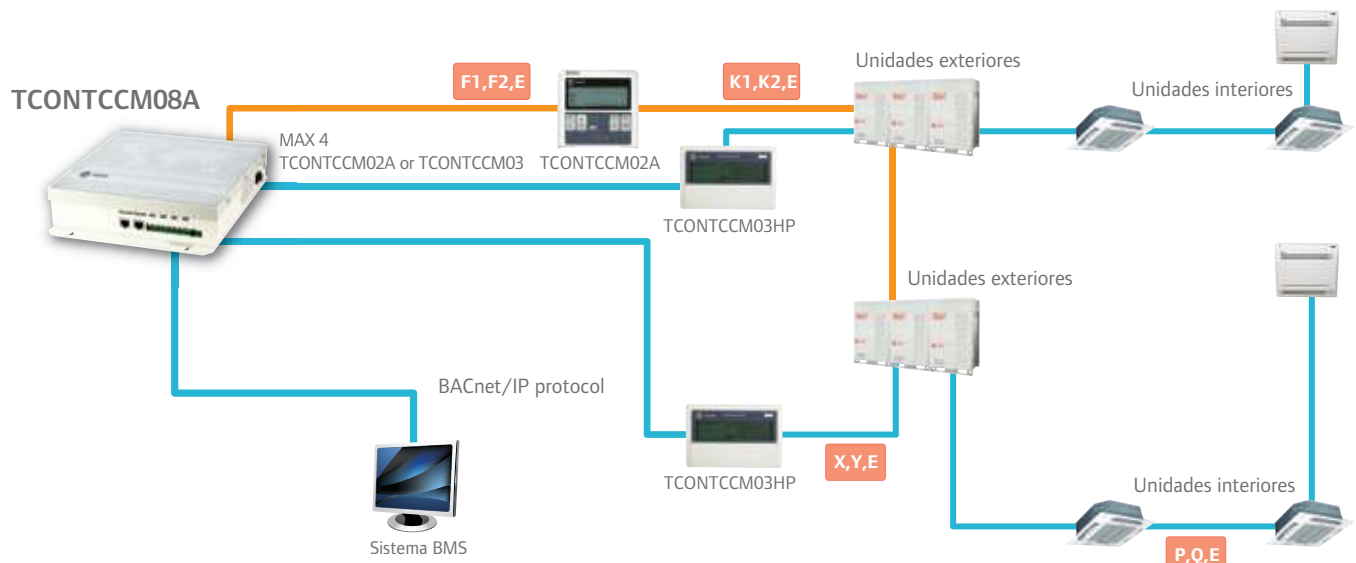 TCONTCCM08A
F1,F2,E
K1,K2,E
Unidades exteriores
Unidades interiores
MAX 4
TCONTCCM02A or TCONTCCM03
TCONTCCM02A
TCONTCCM03HP
Unidades exteriores
BACnet/IP protocol
X,Y,E
TCONTCCM03HP
Unidades interiores
Sistema BMS
P,Q,E